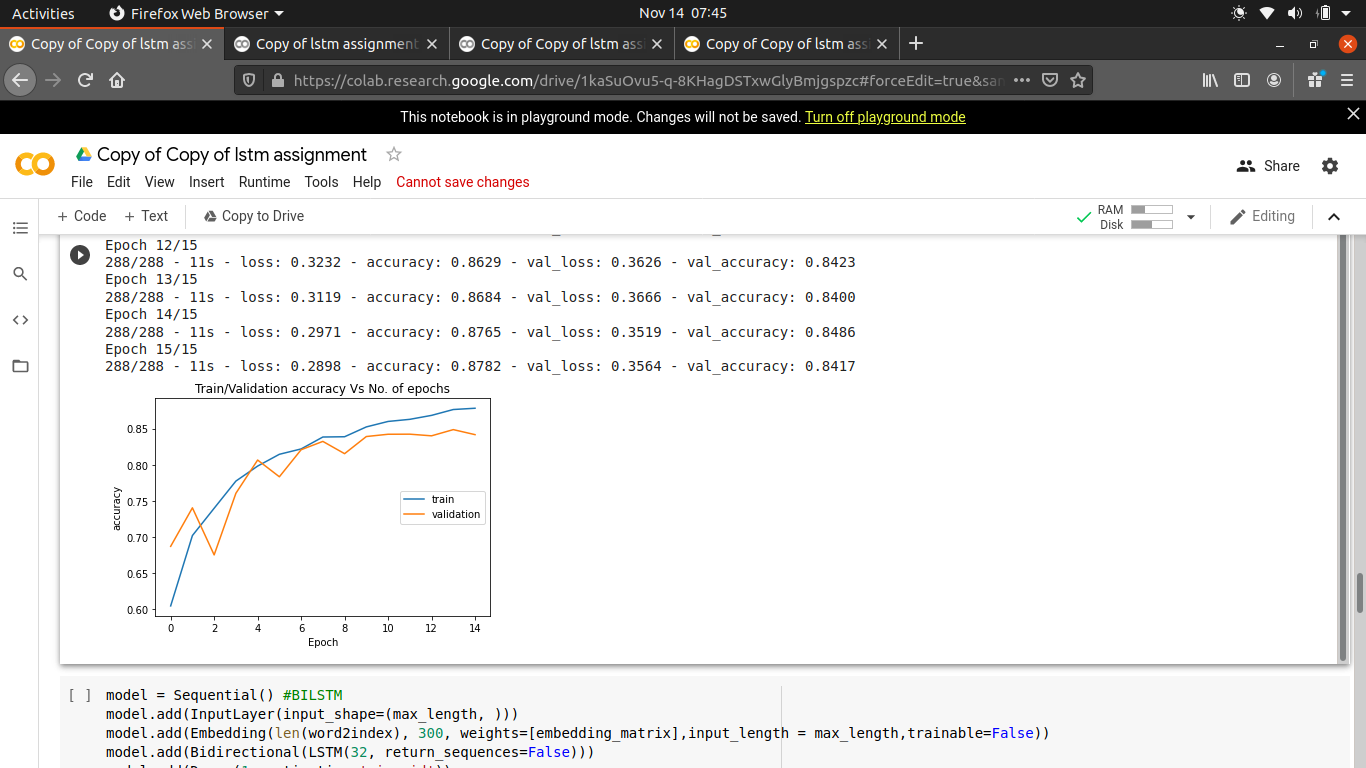 Activities Firefox Web Browser Nov 14 07:45
Copy of Copy of lstm ass Copy of lstm assignment Copy of Copy of lstm ass Copy of Copy of lstm ass
https://colab.research.google.com/drive/1kaSuOvu5-q-8KHagDSTxwGlyBmjgspzc#forceEdit=true&san
This notebook is in playground mode. Changes will not be saved. Turn off playground mode
Copy of Copy of lstm assignment
Share
File Edit View Insert Runtime Tools Help Cannot save changes
+ Code + Text Copy to Drive RAM Disk Editing
Epoch 12/15
288/288 - 11s - loss: 0.3232 - accuracy: 0.8629 - val_loss: 0.3626 - val_accuracy: 0.8423
Epoch 13/15
288/288 - 11s - loss: 0.3119 - accuracy: 0.8684 - val_loss: 0.3666 - val_accuracy: 0.8400
Epoch 14/15
288/288 - 11s - loss: 0.2971 - accuracy: 0.8765 - val_loss: 0.3519 - val_accuracy: 0.8486
Epoch 15/15
288/288 - 11s - loss: 0.2898 - accuracy: 0.8782 - val_loss: 0.3564 - val_accuracy: 0.8417
Train/Validation accuracy Vs No. of epochs
accuracy
0.85
0.80
0.75
0.70
0.65
0.60
train
validation
0 2 4 6 8 10 12 14
Epoch
[ ] model = Sequential() #BILSTM
model.add(InputLayer(input_shape=(max_length, )))
model.add(Embedding(len(word2index), 300, weights=[embedding_matrix],input_length = max_length,trainable=False))
model.add(Bidirectional(LSTM(32, return_sequences=False)))